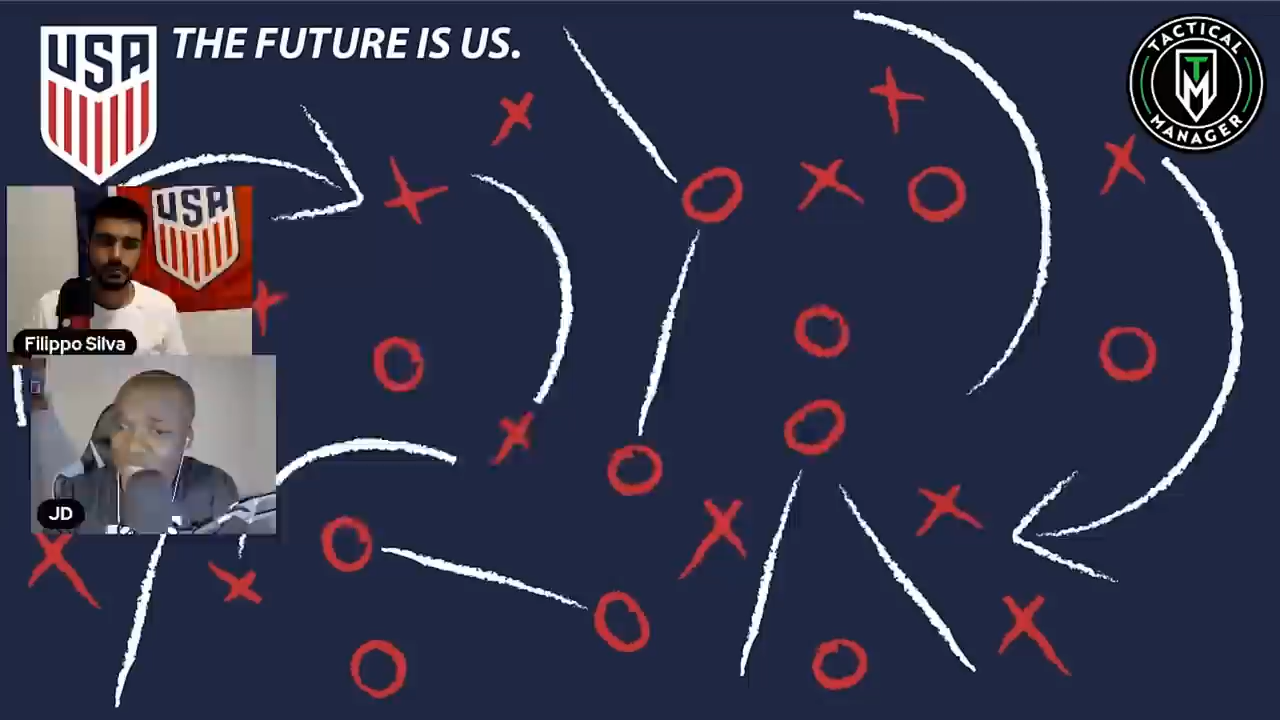 USA
THE FUTURE IS US.
TACTICAL
TM
MANAGER
USA
Filippo Silva
JD